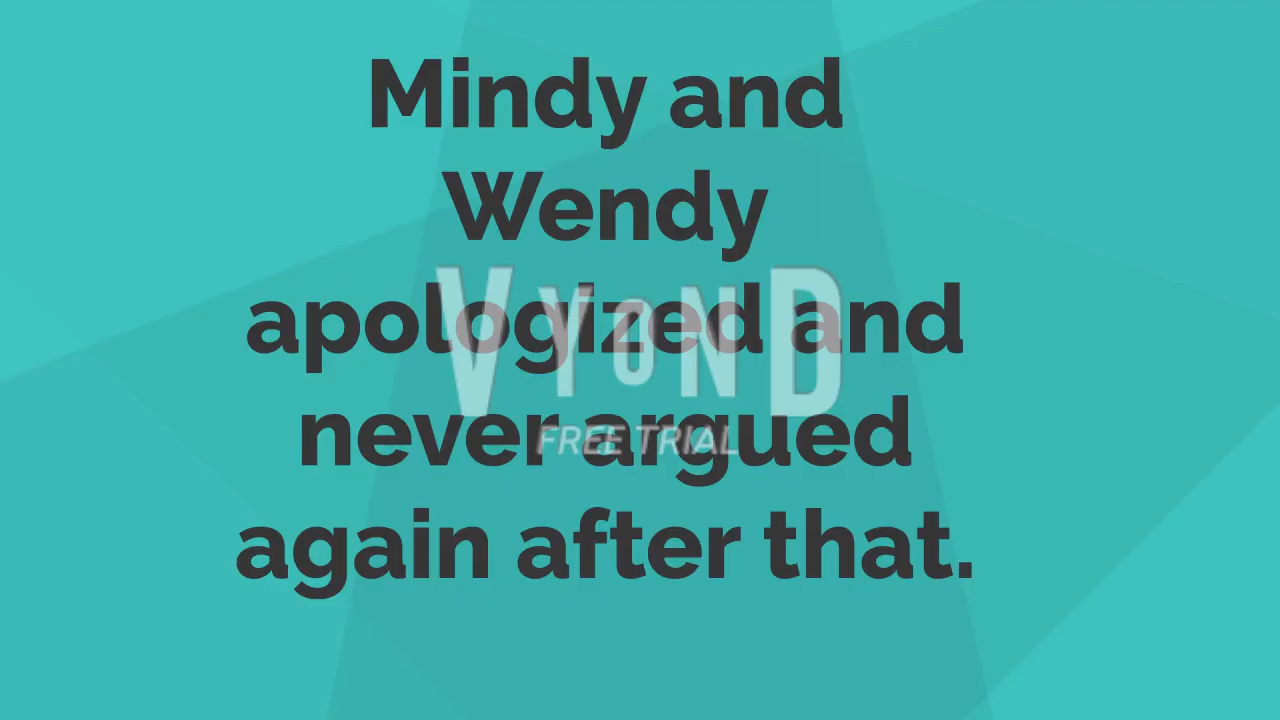 Mindy and
Wendy
apologized and
never argued
again after that.
VYOND
FREE TRIAL